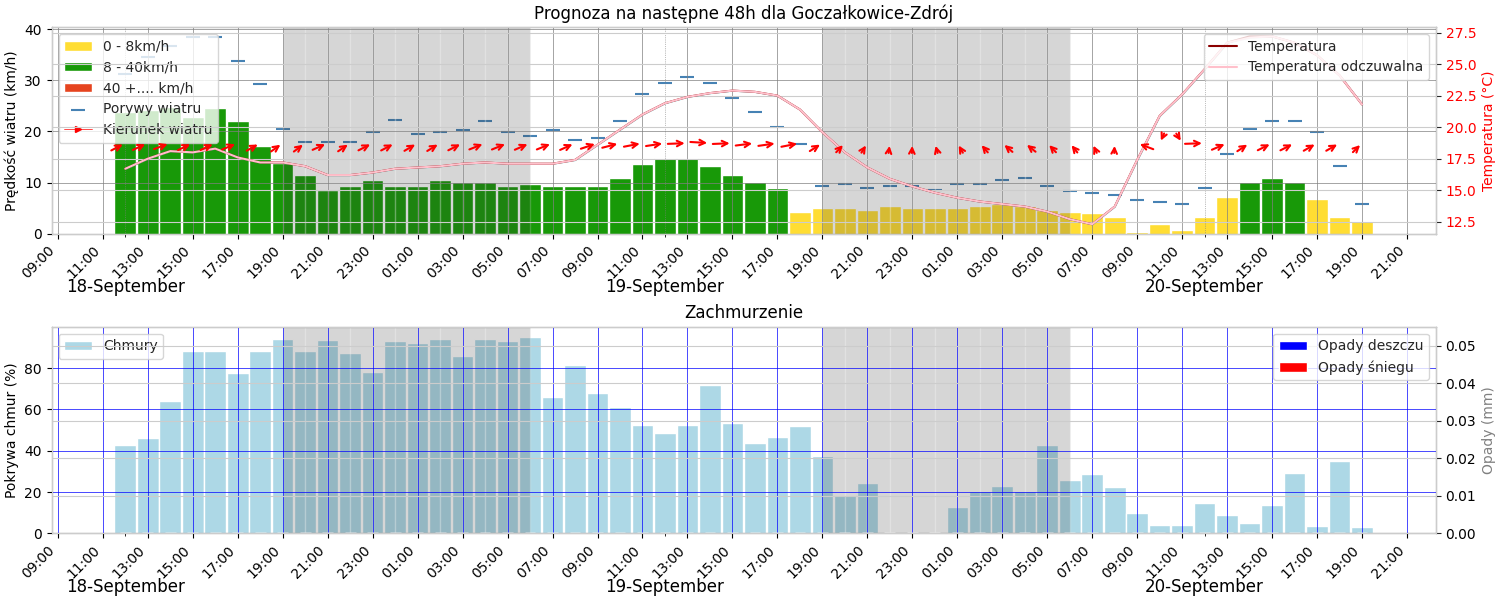 Prognoza na następne 48h dla Goczałkowice-Zdrój
Prędkość wiatru (km/h)
40
30
20
10
0
0 - 8km/h
8 - 40km/h
40 +.... km/h
Porywy wiatru
Kierunek wiatru
Temperatura
Temperatura odczuwalna
27.5
25.0
22.5
20.0
17.5
15.0
12.5
Temperatura (°C)
09:00 11:00 13:00 15:00 17:00 19:00 21:00 23:00 01:00 03:00 05:00 07:00 09:00 11:00 13:00 15:00 17:00 19:00 21:00 23:00 01:00 03:00 05:00 07:00 09:00 11:00 13:00 15:00 17:00 19:00 21:00
18-September 19-September 20-September
Zachmurzenie
Pokrywa chmur (%)
80
60
40
20
0
Chmury
Opady deszczu
Opady śniegu
0.05
0.04
0.03
0.02
0.01
0.00
Opady (mm)
09:00 11:00 13:00 15:00 17:00 19:00 21:00 23:00 01:00 03:00 05:00 07:00 09:00 11:00 13:00 15:00 17:00 19:00 21:00 23:00 01:00 03:00 05:00 07:00 09:00 11:00 13:00 15:00 17:00 19:00 21:00
18-September 19-September 20-September